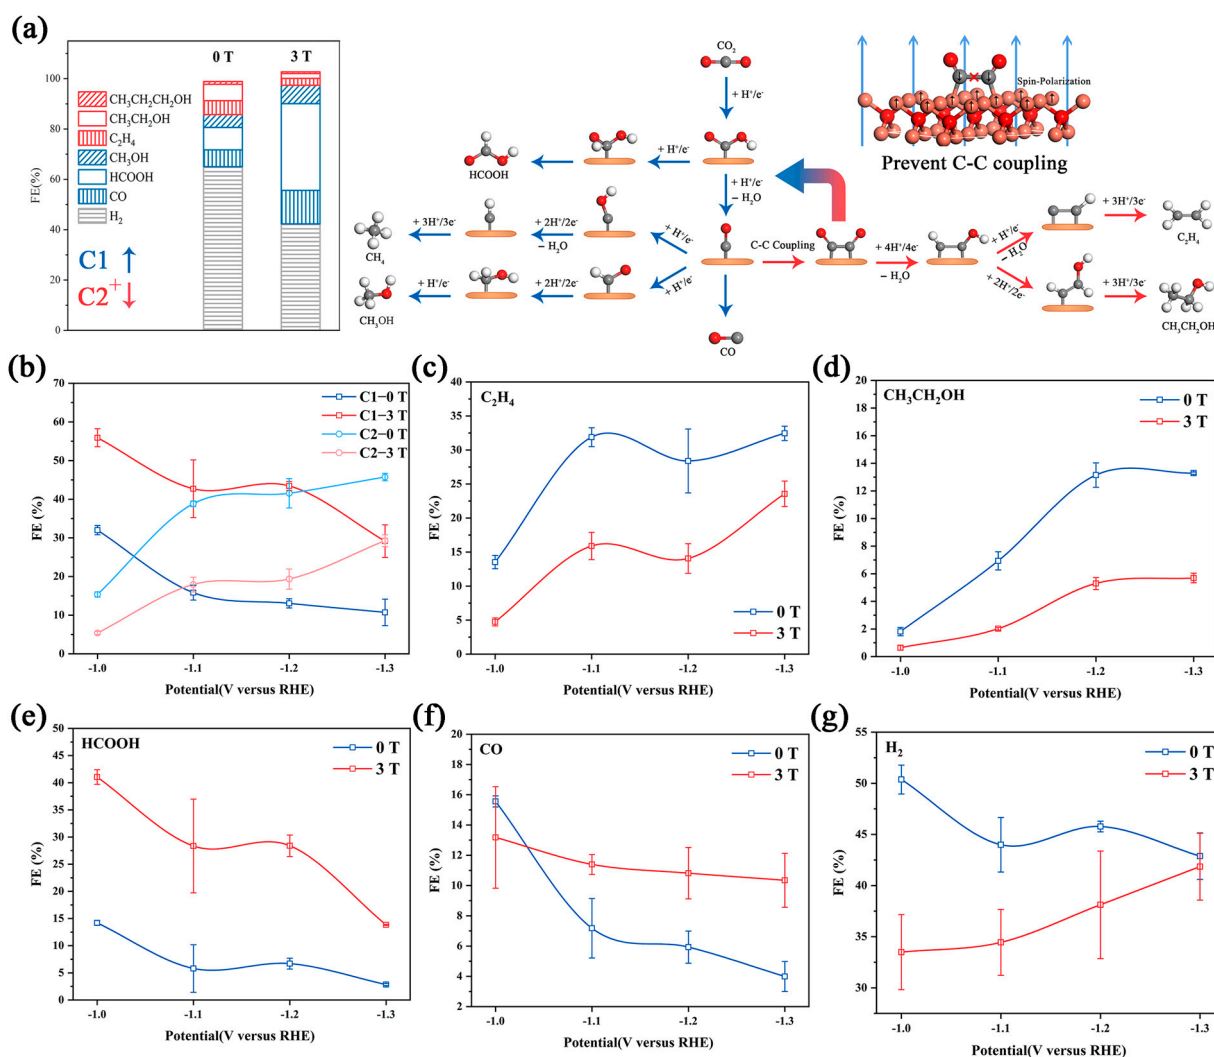 (a)
0 T
3 T
CH₃CH₂CH₂OH
CH₃CH₂OH
C₂H₄
CH₃OH
HCOOH
CO
H₂
C1 ↑
C2⁺ ↓
FE(%)
100
80
60
40
20
0
CO₂
+ H⁺/e⁻
HCOOH
+ H⁺/e⁻
+ H⁺/e⁻
– H₂O
Spin-Polarization
Prevent C-C coupling
CH₄
+ 3H⁺/3e⁻
+ 2H⁺/2e⁻
– H₂O
+ H⁺/e⁻
C-C Coupling
+ 4H⁺/4e⁻
– H₂O
+ H⁺/e⁻
– H₂O
+ 3H⁺/3e⁻
C₂H₄
CH₃OH
+ H⁺/e⁻
+ 2H⁺/2e⁻
+ H⁺/e⁻
+ 2H⁺/2e⁻
+ 3H⁺/3e⁻
CH₃CH₂OH
CO
(b)
C1–0 T
C1–3 T
C2–0 T
C2–3 T
FE (%)
70
60
50
40
30
20
10
0
-1.0 -1.1 -1.2 -1.3
Potential(V versus RHE)
(c)
C₂H₄
0 T
3 T
FE (%)
40
35
30
25
20
15
10
5
0
-1.0 -1.1 -1.2 -1.3
Potential(V versus RHE)
(d)
CH₃CH₂OH
0 T
3 T
FE (%)
20
18
16
14
12
10
8
6
4
2
0
-1.0 -1.1 -1.2 -1.3
Potential(V versus RHE)
(e)
HCOOH
0 T
3 T
FE (%)
50
45
40
35
30
25
20
15
10
5
0
-1.0 -1.1 -1.2 -1.3
Potential(V versus RHE)
(f)
CO
0 T
3 T
FE (%)
20
18
16
14
12
10
8
6
4
2
-1.0 -1.1 -1.2 -1.3
Potential(V versus RHE)
(g)
H₂
0 T
3 T
FE (%)
55
50
45
40
35
30
-1.0 -1.1 -1.2 -1.3
Potential(V versus RHE)